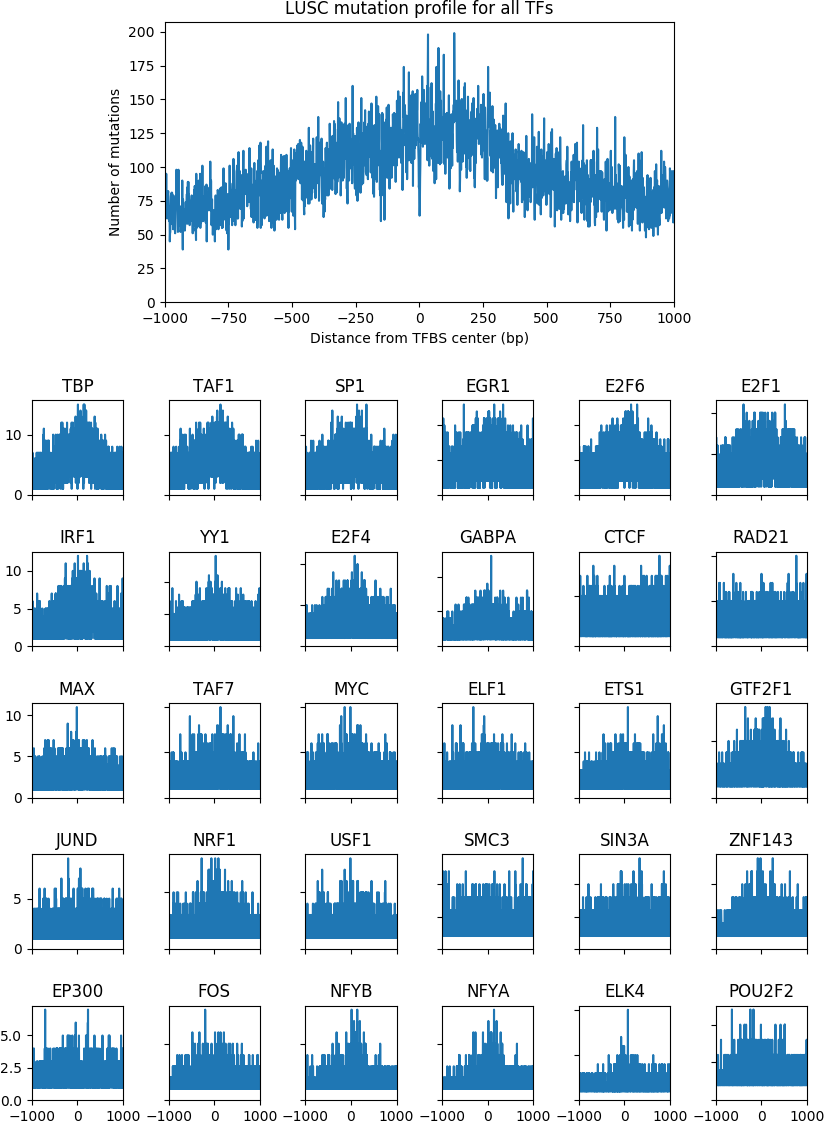 LUSC mutation profile for all TFs
200
175
150
125
100
75
50
25
0
Number of mutations
−1000 −750 −500 −250 0 250 500 750 1000
Distance from TFBS center (bp)
TBP TAF1 SP1 EGR1 E2F6 E2F1
10
0
IRF1 YY1 E2F4 GABPA CTCF RAD21
10
5
0
MAX TAF7 MYC ELF1 ETS1 GTF2F1
10
5
0
JUND NRF1 USF1 SMC3 SIN3A ZNF143
5
0
EP300 FOS NFYB NFYA ELK4 POU2F2
5.0
2.5
0.0
−1000 0 1000 −1000 0 1000 −1000 0 1000 −1000 0 1000 −1000 0 1000 −1000 0 1000